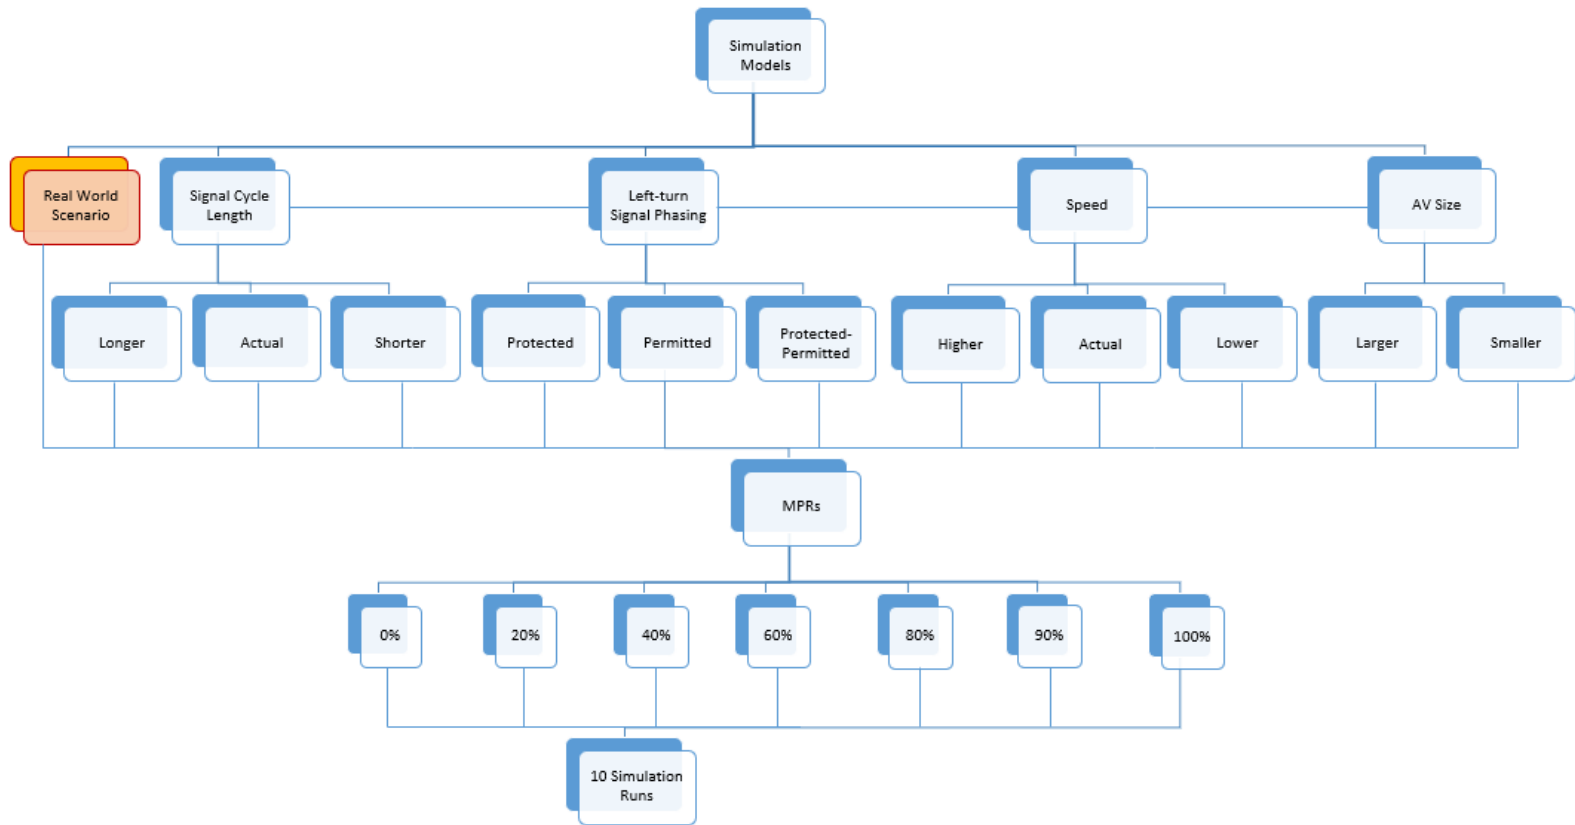 Simulation
Models
Real World
Scenario
Signal Cycle
Length
Left-turn
Signal Phasing
Speed
AV Size
Longer
Actual
Shorter
Protected
Permitted
Protected-
Permitted
Higher
Actual
Lower
Larger
Smaller
MPRs
0%
20%
40%
60%
80%
90%
100%
10 Simulation
Runs